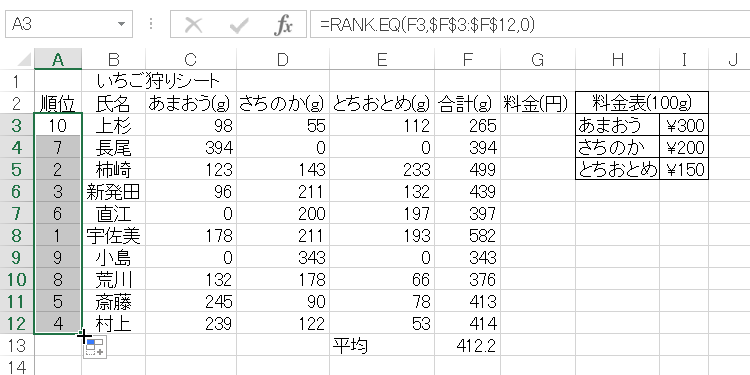 A3 fx =RANK.EQ(F3,$F$3:$F$12,0)
A B C D E F G H I J
1 いちご狩りシート
2 順位 氏名 あまおう(g) さちのか(g) とちおとめ(g) 合計(g) 料金(円) 料金表(100g)
3 10 上杉 98 55 112 265 あまおう ¥300
4 7 長尾 394 0 0 394 さちのか ¥200
5 2 柿崎 123 143 233 499 とちおとめ ¥150
6 3 新発田 96 211 132 439
7 6 直江 0 200 197 397
8 1 宇佐美 178 211 193 582
9 9 小島 0 343 0 343
10 8 荒川 132 178 66 376
11 5 斎藤 245 90 78 413
12 4 村上 239 122 53 414
13 平均 412.2
14